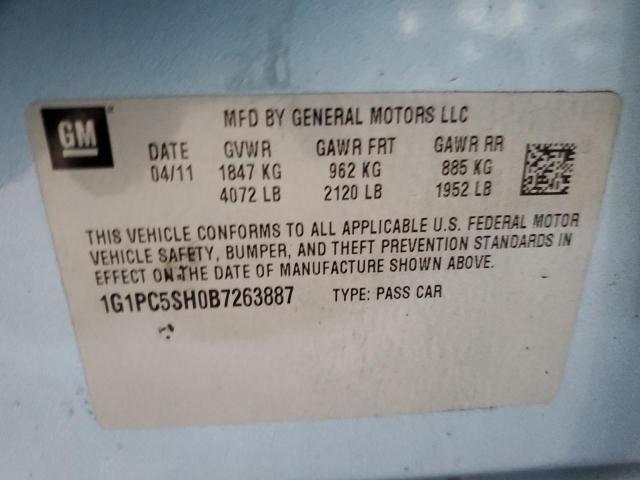 GM
MFD BY GENERAL MOTORS LLC
DATE GVWR GAWR FRT GAWR RR
04/11 1847 KG 962 KG 885 KG
4072 LB 2120 LB 1952 LB
THIS VEHICLE CONFORMS TO ALL APPLICABLE U.S. FEDERAL MOTOR
VEHICLE SAFETY, BUMPER, AND THEFT PREVENTION STANDARDS IN
EFFECT ON THE DATE OF MANUFACTURE SHOWN ABOVE.
1G1PC5SH0B7263887 TYPE: PASS CAR